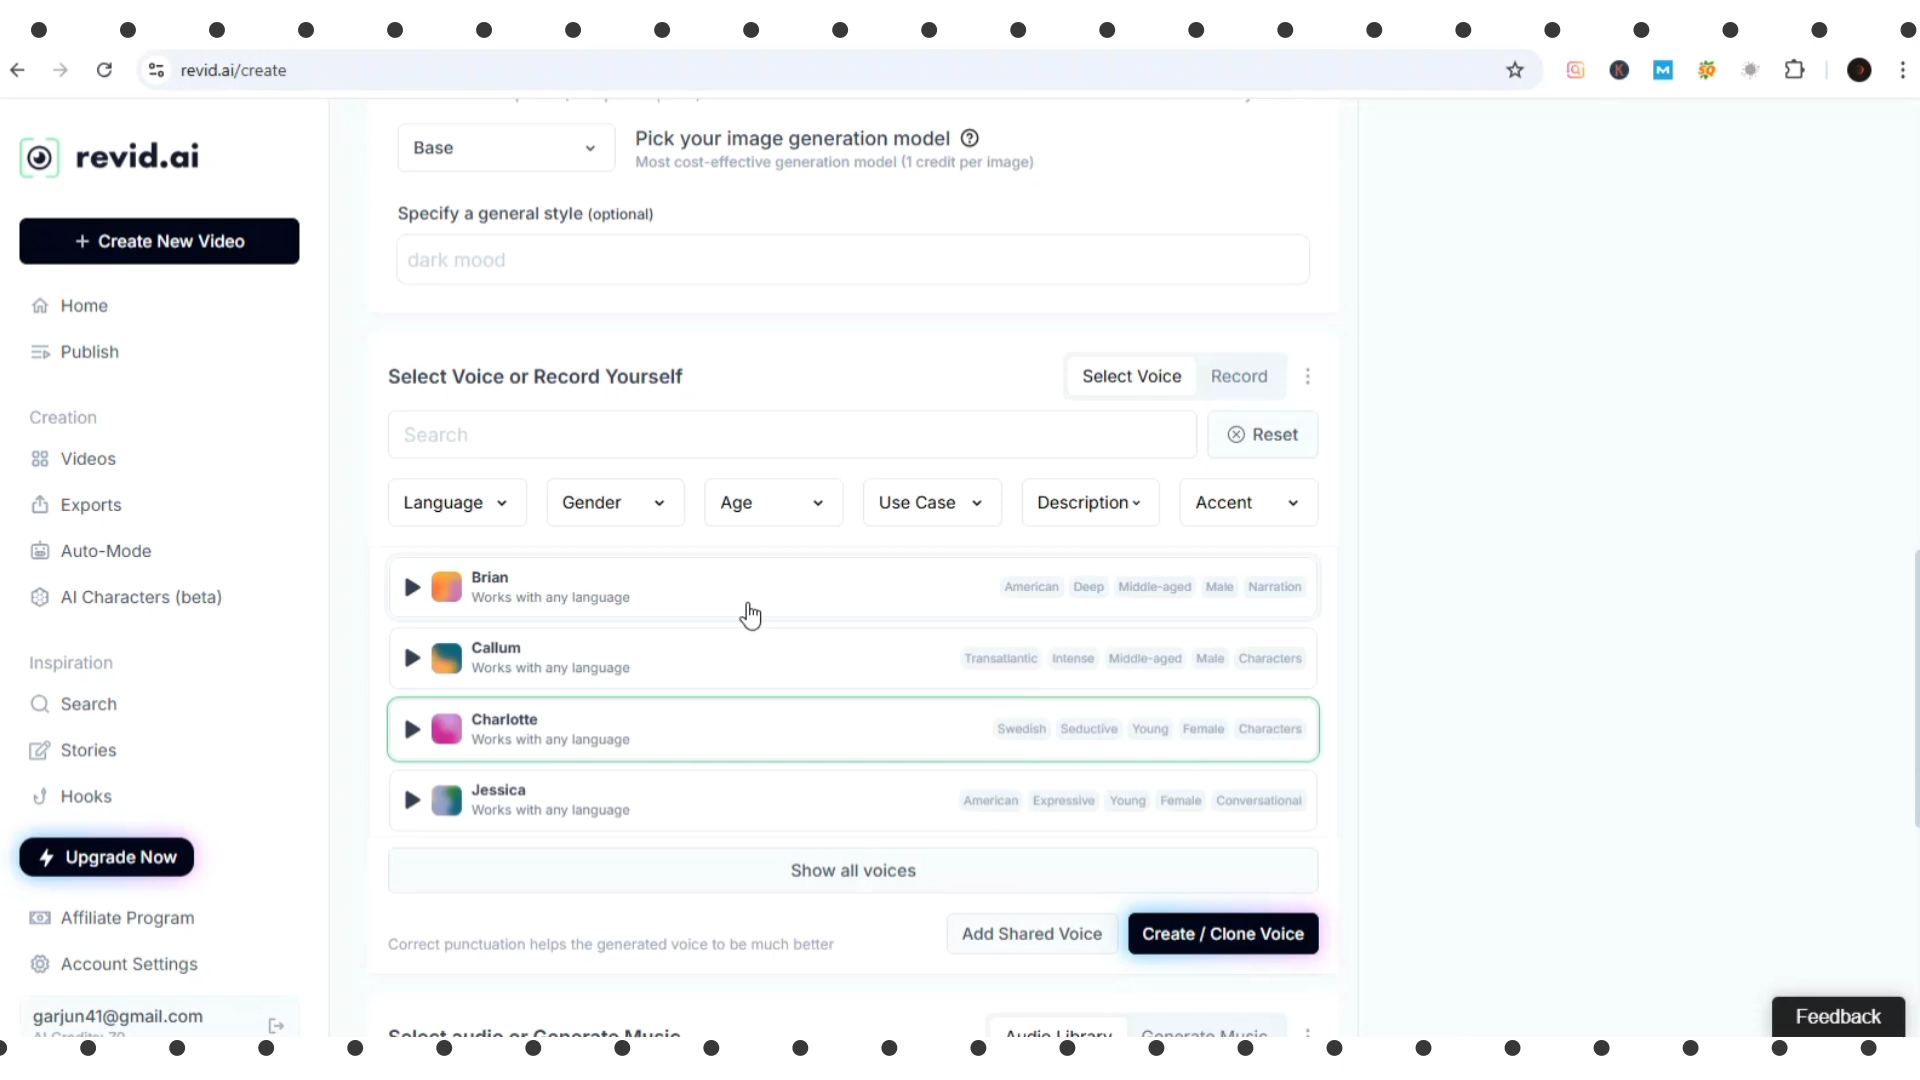 revid.ai/create
revid.ai
+ Create New Video
Home
Publish
Creation
Videos
Exports
Auto-Mode
AI Characters (beta)
Inspiration
Search
Stories
Hooks
Upgrade Now
Affiliate Program
Account Settings
garjun41@gmail.com
AI Credits: 70
Base
Pick your image generation model
Most cost-effective generation model (1 credit per image)
Specify a general style (optional)
dark mood
Select Voice or Record Yourself
Select Voice Record
Search
Reset
Language Gender Age Use Case Description Accent
Brian
Works with any language
American Deep Middle-aged Male Narration
Callum
Works with any language
Transatlantic Intense Middle-aged Male Characters
Charlotte
Works with any language
Swedish Seductive Young Female Characters
Jessica
Works with any language
American Expressive Young Female Conversational
Show all voices
Correct punctuation helps the generated voice to be much better
Add Shared Voice
Create / Clone Voice
Select audio or Generate Music
Audio Library Generate Music
Feedback